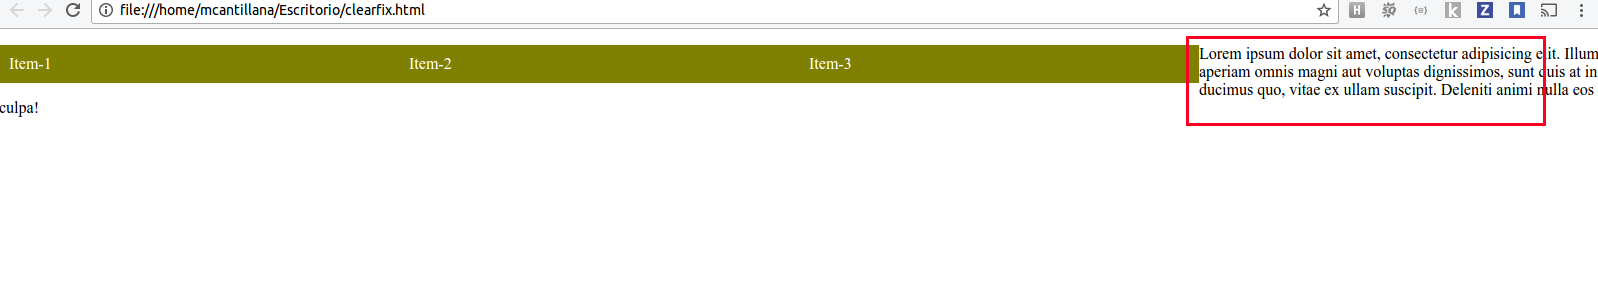 file:///home/mcantillana/Escritorio/clearfix.html
H SQ {≡} k Z
Item-1 Item-2 Item-3
Lorem ipsum dolor sit amet, consectetur adipisicing elit. Illum
aperiam omnis magni aut voluptas dignissimos, sunt quis at in
ducimus quo, vitae ex ullam suscipit. Deleniti animi nulla eos
culpa!